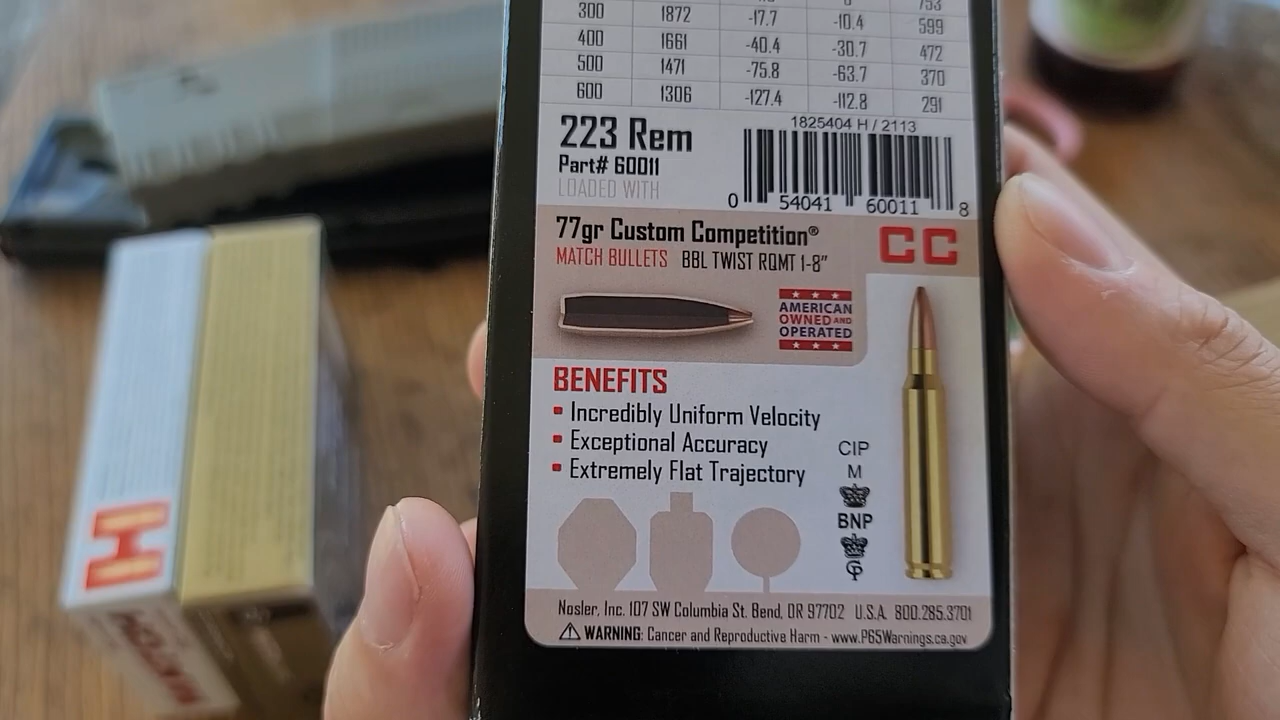 753
300 1872 -17.7 -10.4 599
400 1661 -40.4 -30.7 472
500 1471 -75.8 -63.7 370
600 1306 -127.4 -112.8 291
223 Rem
Part# 60011
LOADED WITH
1825404 H / 2113
0 54041 60011 8
77gr Custom Competition®
MATCH BULLETS BBL TWIST RQMT 1-8”
CC
AMERICAN
OWNED AND
OPERATED
BENEFITS
▪ Incredibly Uniform Velocity
▪ Exceptional Accuracy
▪ Extremely Flat Trajectory
CIP
M
BNP
Nosler, Inc. 107 SW Columbia St. Bend, OR 97702 U.S.A. 800.285.3701
⚠ WARNING: Cancer and Reproductive Harm - www.P65Warnings.ca.gov
H